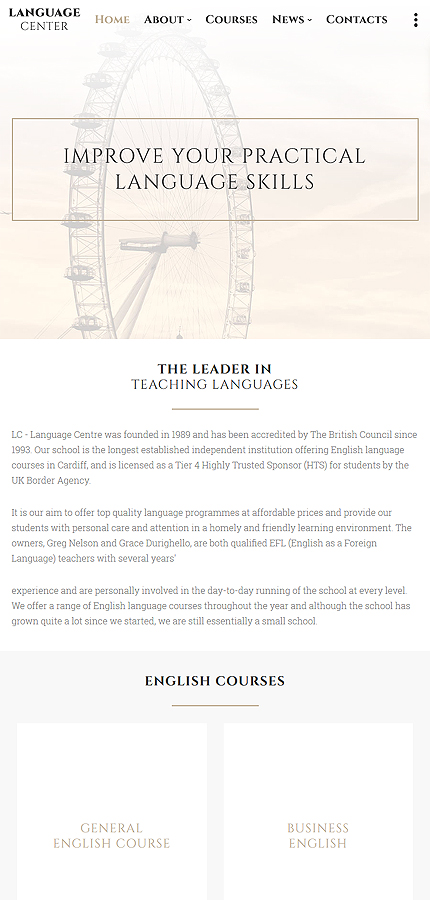 LANGUAGE
CENTER
Home About Courses News Contacts
IMPROVE YOUR PRACTICAL
LANGUAGE SKILLS
THE LEADER IN
TEACHING LANGUAGES
LC - Language Centre was founded in 1989 and has been accredited by The British Council since
1993. Our school is the longest established independent institution offering English language
courses in Cardiff, and is licensed as a Tier 4 Highly Trusted Sponsor (HTS) for students by the
UK Border Agency.
It is our aim to offer top quality language programmes at affordable prices and provide our
students with personal care and attention in a homely and friendly learning environment. The
owners, Greg Nelson and Grace Durighello, are both qualified EFL (English as a Foreign
Language) teachers with several years'
experience and are personally involved in the day-to-day running of the school at every level.
We offer a range of English language courses throughout the year and although the school has
grown quite a lot since we started, we are still essentially a small school.
ENGLISH COURSES
GENERAL
ENGLISH COURSE
BUSINESS
ENGLISH